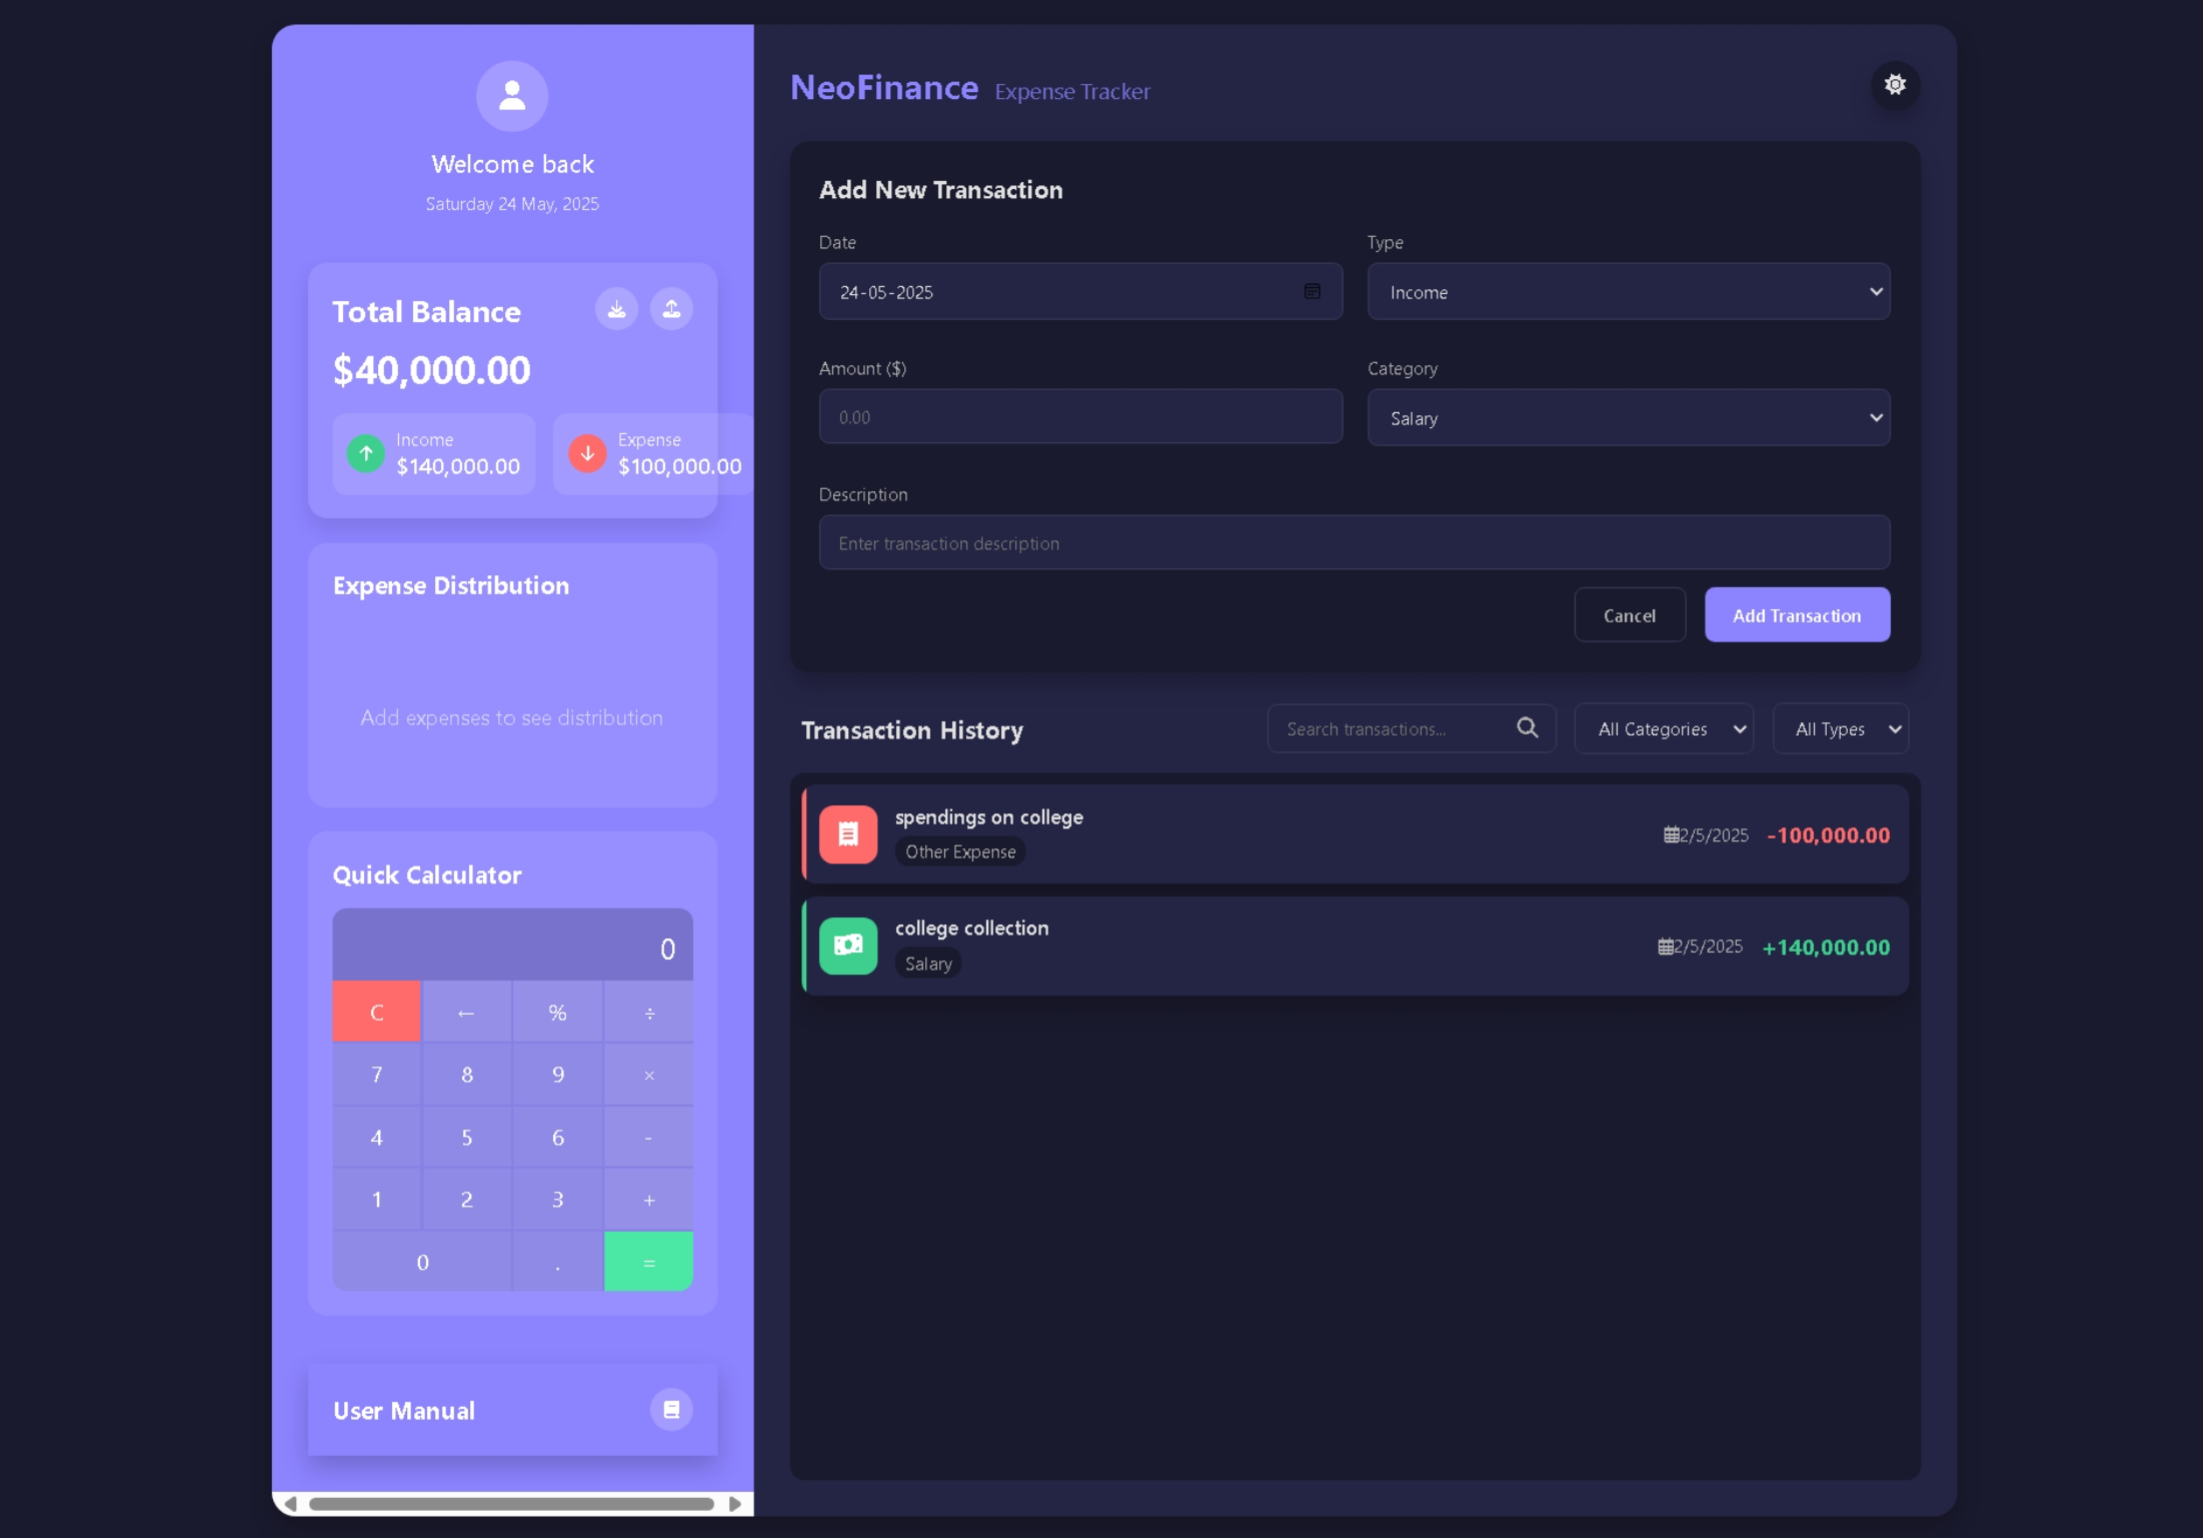 Welcome back
Saturday 24 May, 2025
Total Balance
$40,000.00
Income
$140,000.00
Expense
$100,000.00
Expense Distribution
Add expenses to see distribution
Quick Calculator
0
C ← % ÷
7 8 9 ×
4 5 6 -
1 2 3 +
0 . =
User Manual
NeoFinance Expense Tracker
Add New Transaction
Date
24-05-2025
Type
Income
Amount ($)
0.00
Category
Salary
Description
Enter transaction description
Cancel
Add Transaction
Transaction History
Search transactions...
All Categories
All Types
spendings on college
Other Expense
2/5/2025
-100,000.00
college collection
Salary
2/5/2025
+140,000.00